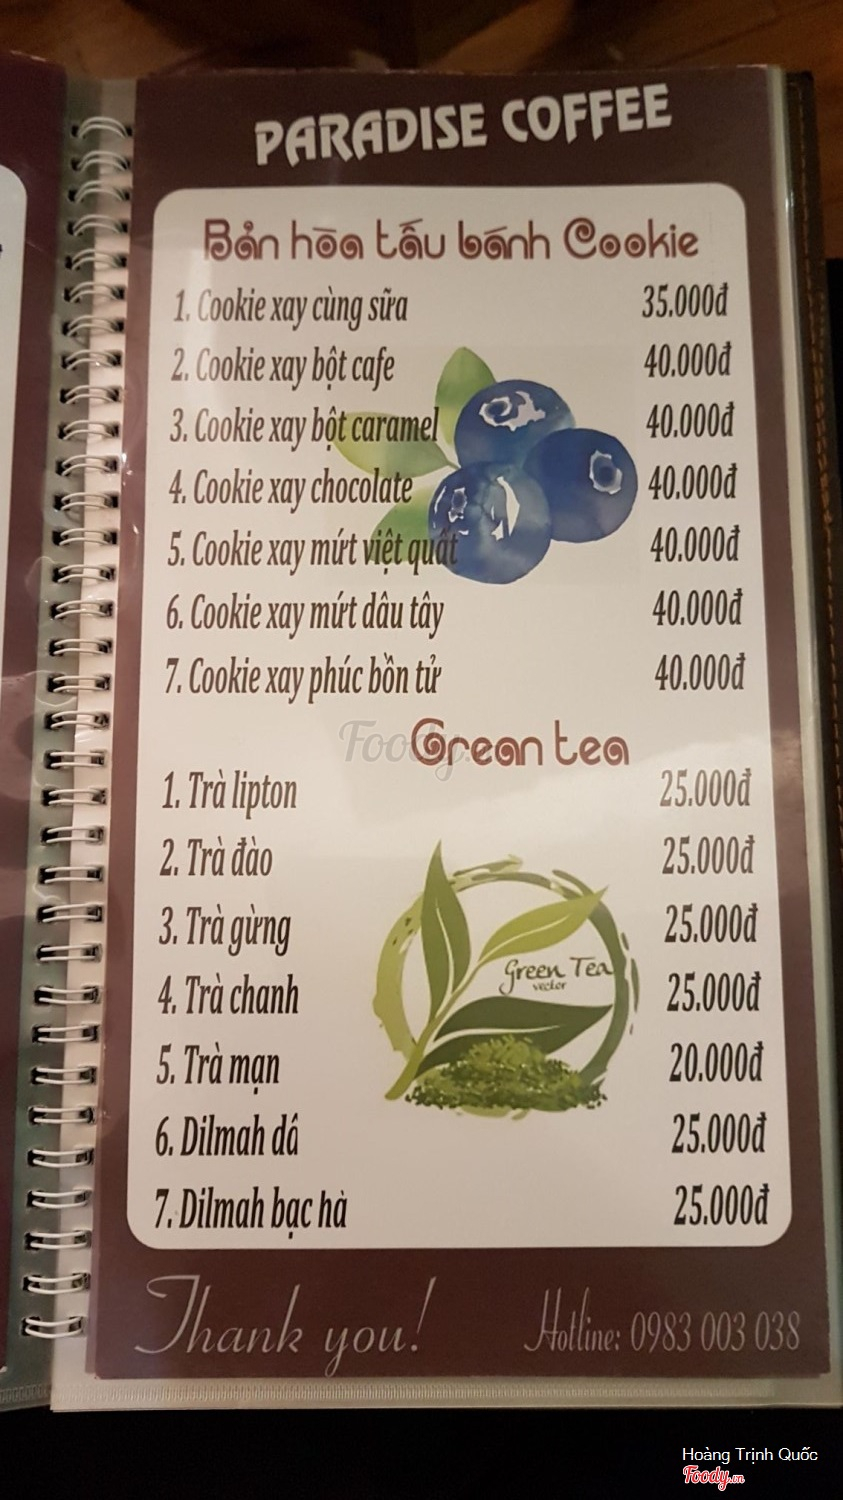 PARADISE COFFEE
Bản hòa tấu bánh Cookie
1. Cookie xay cùng sữa 35.000đ
2. Cookie xay bột cafe 40.000đ
3. Cookie xay bột caramel 40.000đ
4. Cookie xay chocolate 40.000đ
5. Cookie xay mứt việt quất 40.000đ
6. Cookie xay mứt dâu tây 40.000đ
7. Cookie xay phúc bồn tử 40.000đ
Foody.vn
Grean tea
1. Trà lipton 25.000đ
2. Trà đào 25.000đ
3. Trà gừng 25.000đ
4. Trà chanh 25.000đ
5. Trà mạn 20.000đ
6. Dilmah dâ 25.000đ
7. Dilmah bạc hà 25.000đ
Green Tea
vector
Thank you!
Hotline: 0983 003 038
Hoàng Trịnh Quốc
Foody.vn